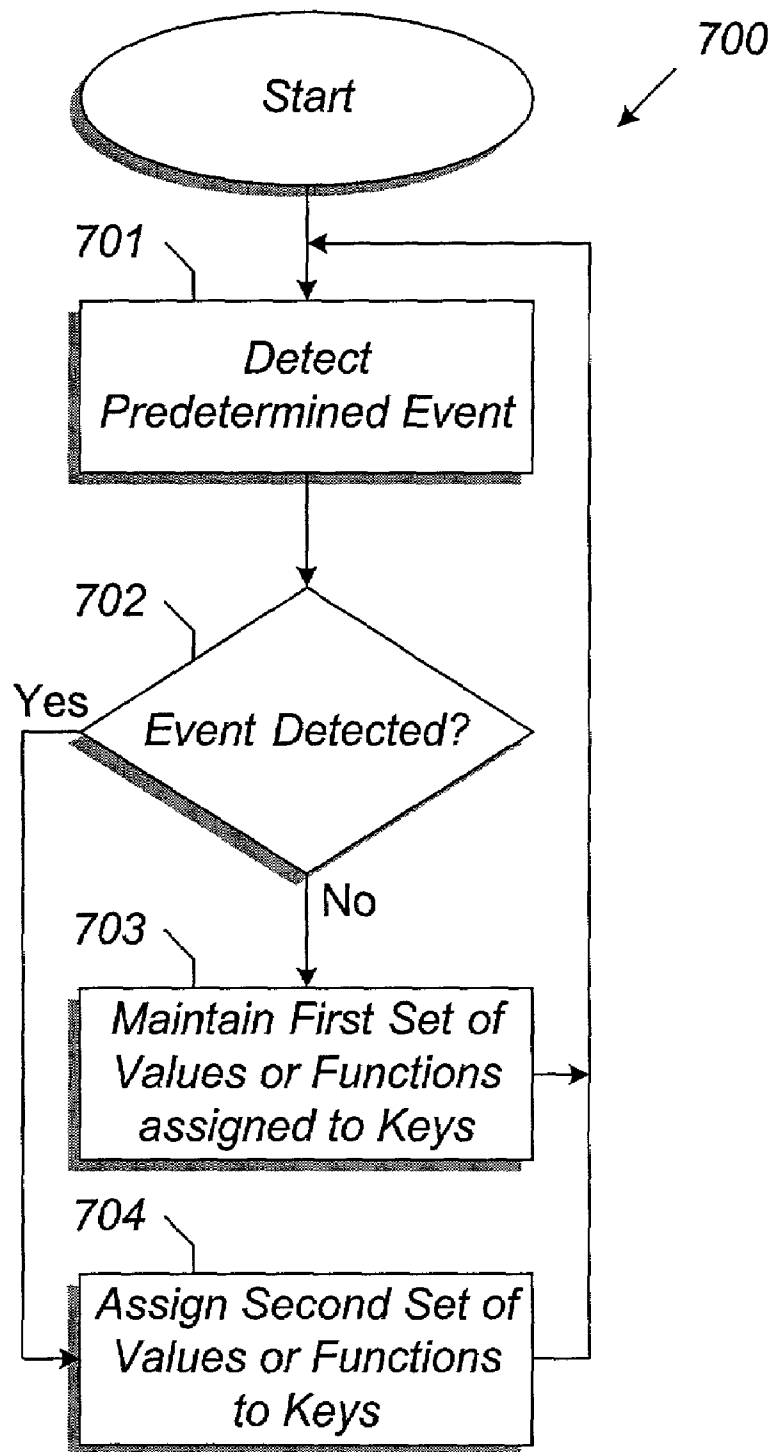 700
Start
701
Detect
Predetermined Event
702
Yes
Event Detected?
No
703
Maintain First Set of
Values or Functions
assigned to Keys
704
Assign Second Set of
Values or Functions
to Keys